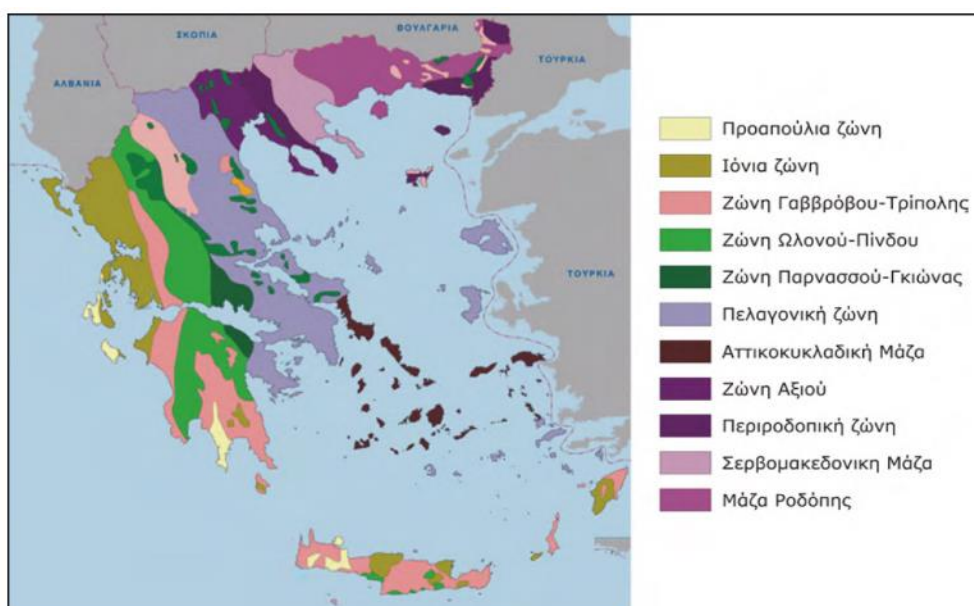 ΣΚΟΠΙΑ
ΒΟΥΛΓΑΡΙΑ
ΤΟΥΡΚΙΑ
ΑΛΒΑΝΙΑ
ΤΟΥΡΚΙΑ
Προαπούλια ζώνη
Ιόνια ζώνη
Ζώνη Γαββρόβου-Τρίπολης
Ζώνη Ωλονού-Πίνδου
Ζώνη Παρνασσού-Γκιώνας
Πελαγονική ζώνη
Αττικοκυκλαδική Μάζα
Ζώνη Αξιού
Περιροδοπική ζώνη
Σερβομακεδονικη Μάζα
Μάζα Ροδόπης